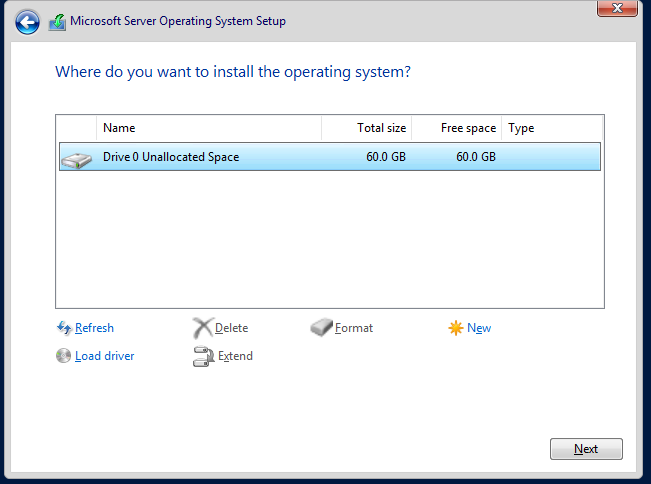 Microsoft Server Operating System Setup
Where do you want to install the operating system?
Name Total size Free space Type
Drive 0 Unallocated Space 60.0 GB 60.0 GB
Refresh Delete Format New
Load driver Extend
Next